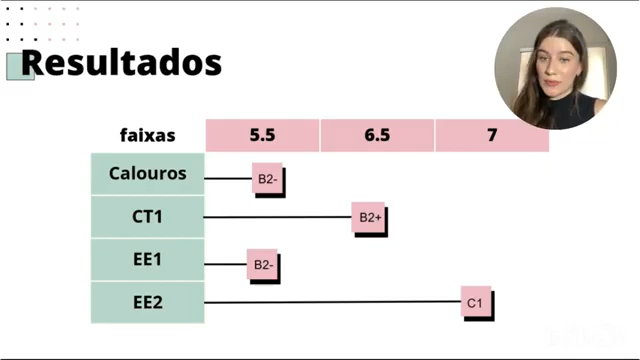 Resultados
faixas 5.5 6.5 7
Calouros B2-
CT1 B2+
EE1 B2-
EE2 C1